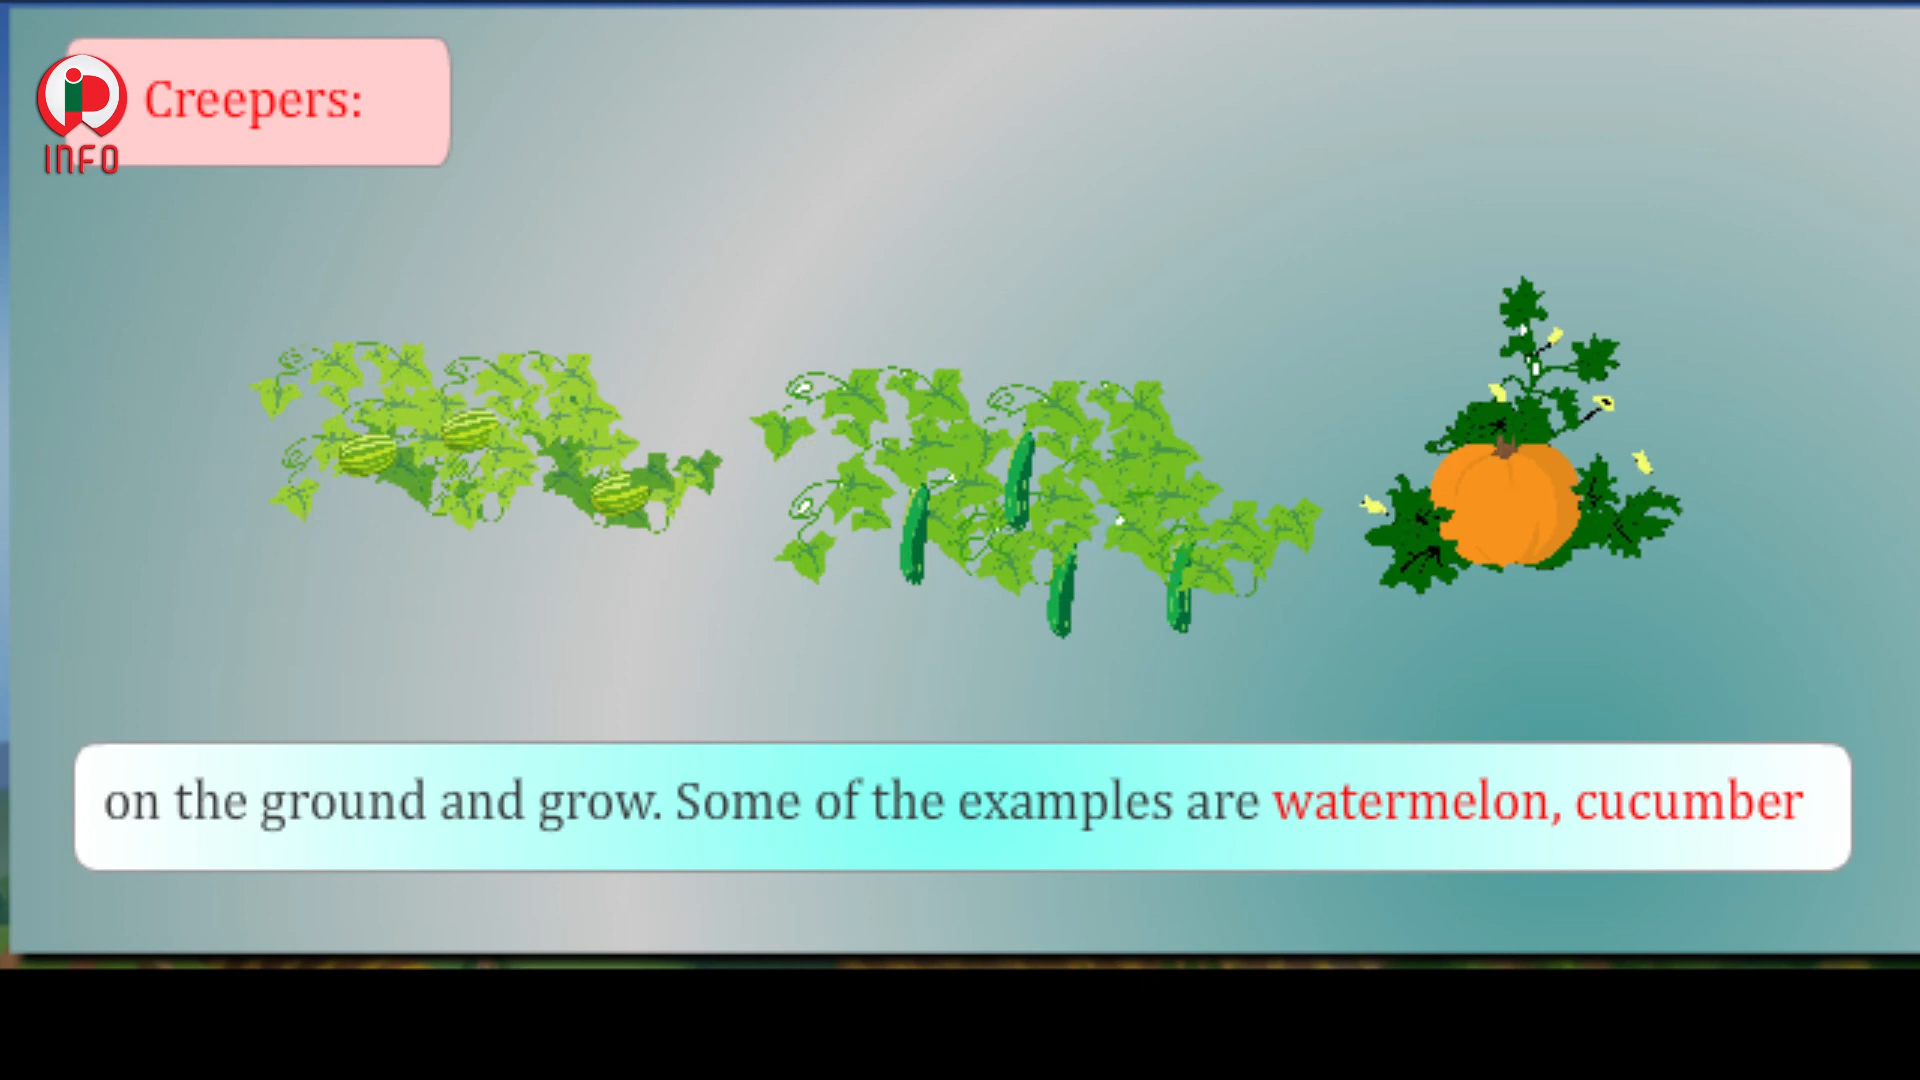 Creepers:
INFO
on the ground and grow. Some of the examples are watermelon, cucumber